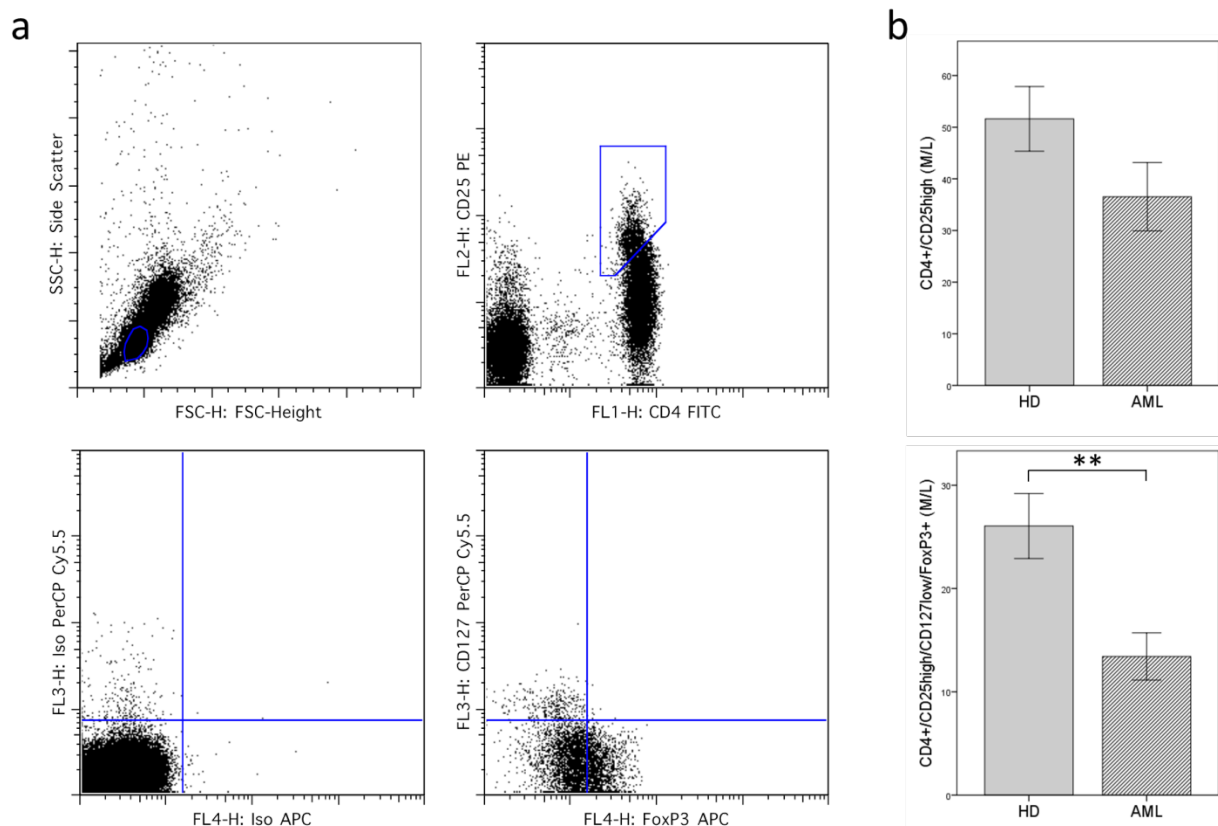 a
SSC-H: Side Scatter
FSC-H: FSC-Height
FL2-H: CD25 PE
FL1-H: CD4 FITC
FL3-H: Iso PerCP Cy5.5
FL4-H: Iso APC
FL3-H: CD127 PerCP Cy5.5
FL4-H: FoxP3 APC
b
CD4+/CD25high (M/L)
60
50
40
30
20
10
0
HD AML
CD4+/CD25high/CD127low/FoxP3+ (M/L)
**
30
20
10
0
HD AML